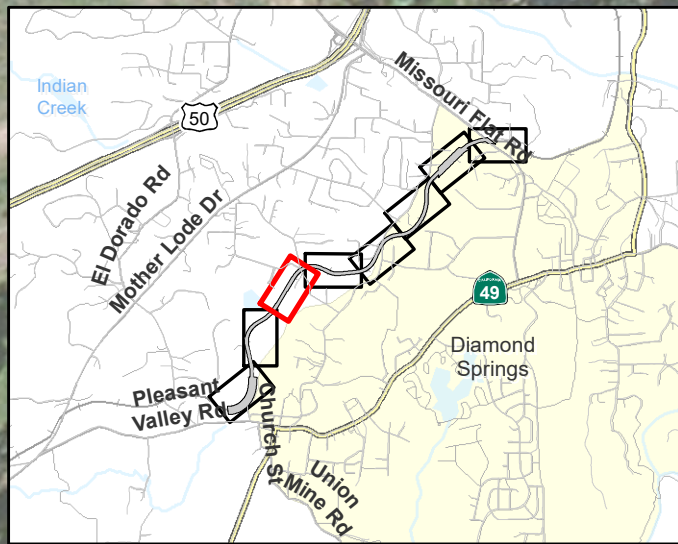 Indian
Creek
50
Missouri Flat Rd
El Dorado Rd
Mother Lode Dr
CALIFORNIA
49
Diamond
Springs
Pleasant
Valley Rd
Church St
Union
Mine Rd